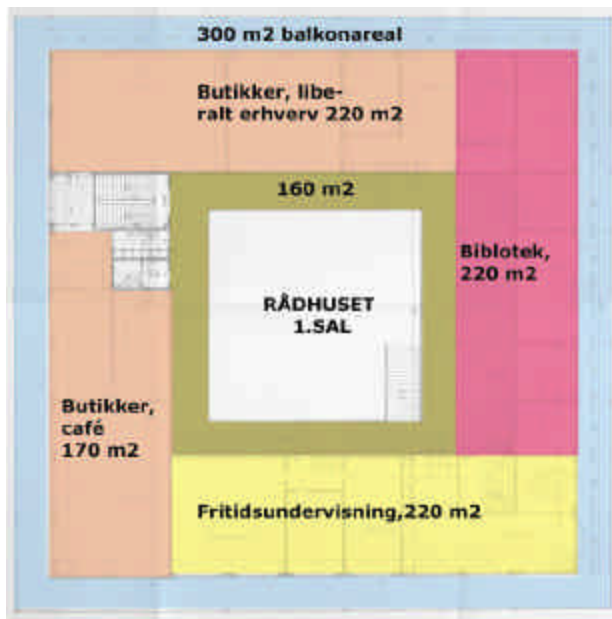 300 m2 balkonareal
Butikker, libe-
ralt erhverv 220 m2
160 m2
Biblotek,
220 m2
RÅDHUSET
1.SAL
Butikker,
café
170 m2
Fritidsundervisning,220 m2